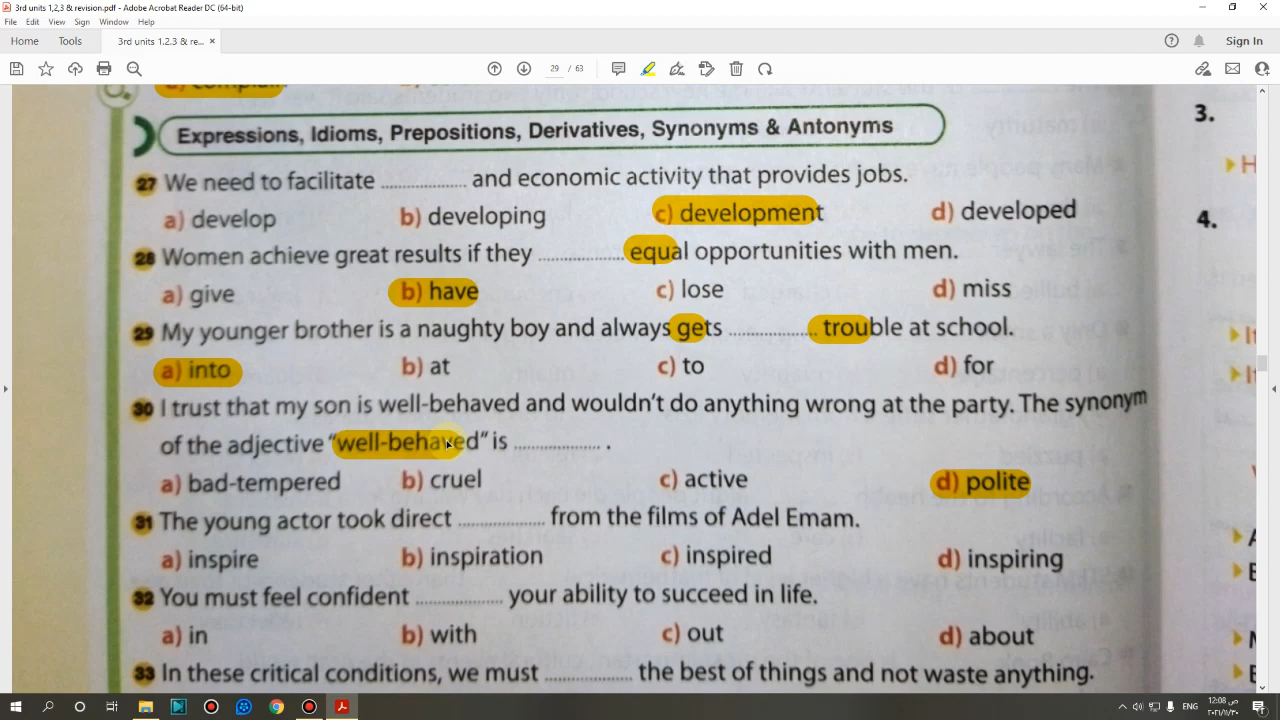 3rd units 1,2,3 & revision.pdf - Adobe Acrobat Reader DC (64-bit)
File Edit View Sign Window Help
Home Tools 3rd units 1,2,3 & re... × Sign In
29 / 63
a) complain
Expressions, Idioms, Prepositions, Derivatives, Synonyms & Antonyms
27 We need to facilitate ............... and economic activity that provides jobs.
a) develop b) developing c) development d) developed
28 Women achieve great results if they ............... equal opportunities with men.
a) give b) have c) lose d) miss
29 My younger brother is a naughty boy and always gets ............... trouble at school.
a) into b) at c) to d) for
30 I trust that my son is well-behaved and wouldn't do anything wrong at the party. The synonym
of the adjective "well-behaved" is ............... .
a) bad-tempered b) cruel c) active d) polite
31 The young actor took direct ............... from the films of Adel Emam.
a) inspire b) inspiration c) inspired d) inspiring
32 You must feel confident ............... your ability to succeed in life.
a) in b) with c) out d) about
33 In these critical conditions, we must ............... the best of things and not waste anything.
3.
H
4.
ENG
12:08 ص